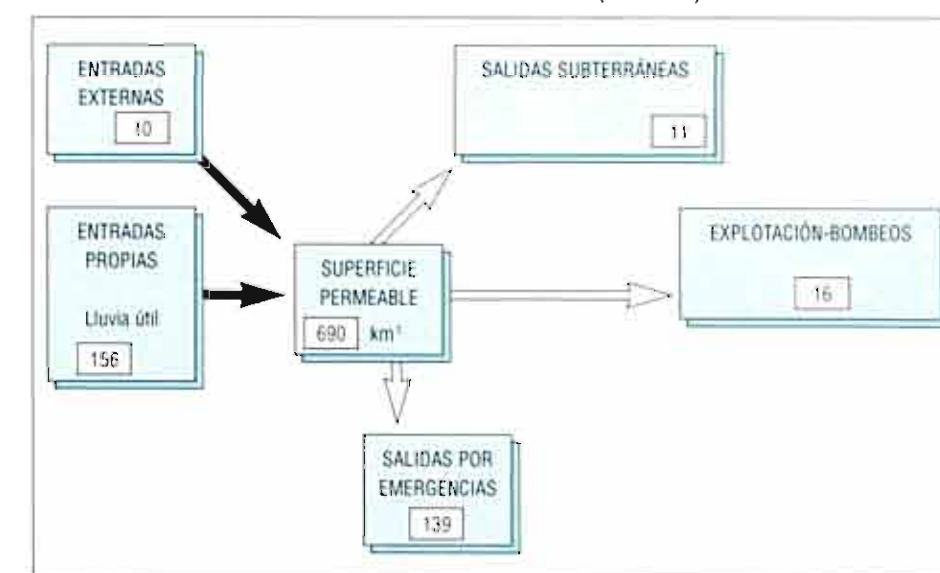 ENTRADAS
EXTERNAS
10
SALIDAS SUBTERRÁNEAS
11
ENTRADAS
PROPIAS
Lluvia útil
156
SUPERFICIE
PERMEABLE
690 km²
EXPLOTACIÓN-BOMBEOS
16
SALIDAS POR
EMERGENCIAS
139